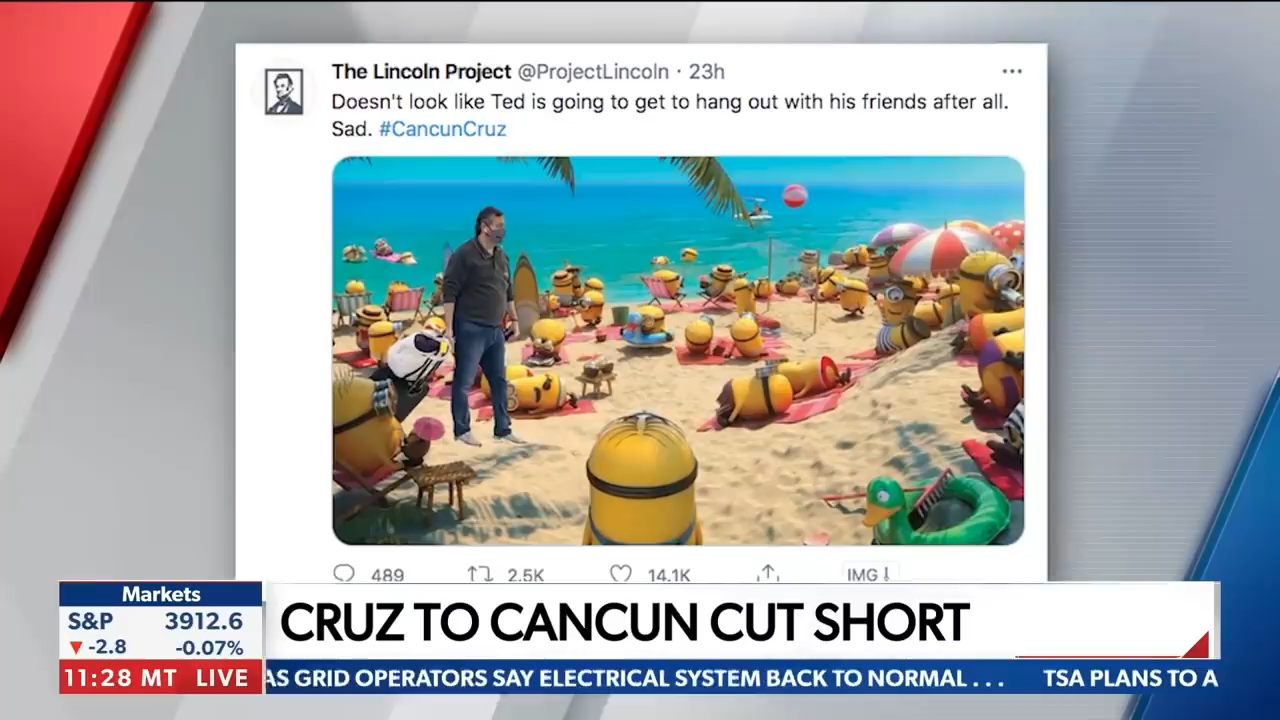 The Lincoln Project @ProjectLincoln · 23h
Doesn't look like Ted is going to get to hang out with his friends after all.
Sad. #CancunCruz
489 2.5K 14.1K IMG
Markets
S&P 3912.6
▼ -2.8 -0.07%
11:28 MT LIVE
CRUZ TO CANCUN CUT SHORT
AS GRID OPERATORS SAY ELECTRICAL SYSTEM BACK TO NORMAL . . . TSA PLANS TO A